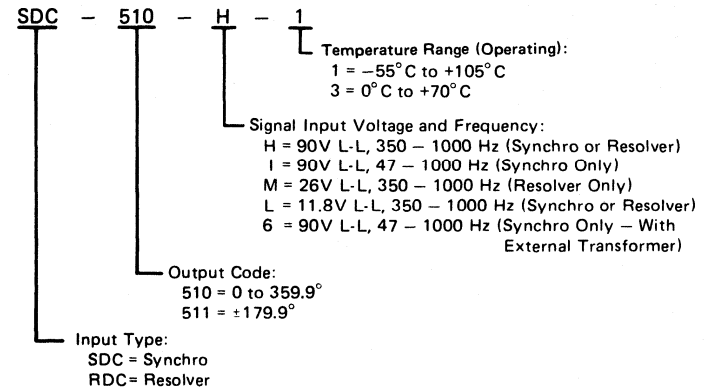 SDC – 510 – H – 1
Temperature Range (Operating):
1 = –55°C to +105°C
3 = 0°C to +70°C
Signal Input Voltage and Frequency:
H = 90V L-L, 350 – 1000 Hz (Synchro or Resolver)
I = 90V L-L, 47 – 1000 Hz (Synchro Only)
M = 26V L-L, 350 – 1000 Hz (Resolver Only)
L = 11.8V L-L, 350 – 1000 Hz (Synchro or Resolver)
6 = 90V L-L, 47 – 1000 Hz (Synchro Only – With
External Transformer)
Output Code:
510 = 0 to 359.9°
511 = ±179.9°
Input Type:
SDC = Synchro
RDC = Resolver